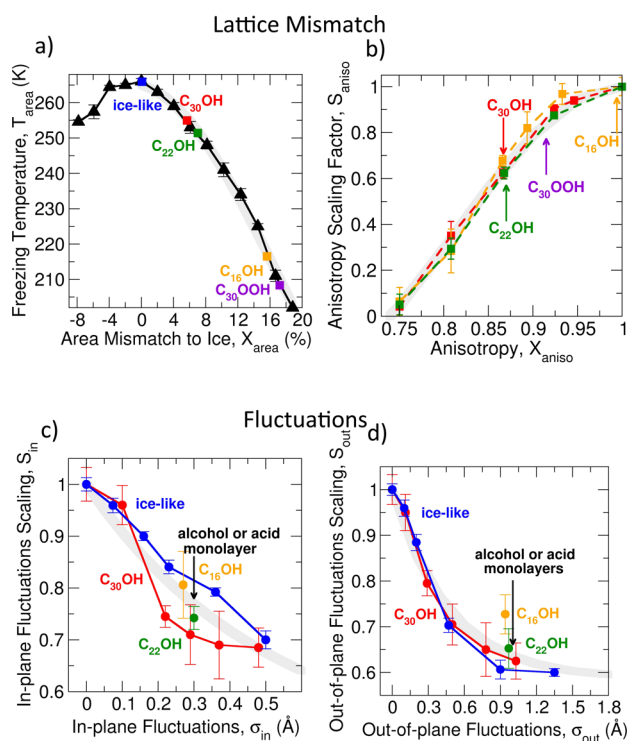 Lattice Mismatch
a)
Freezing Temperature, T_area (K)
260
250
240
230
220
210
ice-like
C30OH
C22OH
C16OH
C30OOH
-8 -4 0 4 8 12 16 20
Area Mismatch to Ice, X_area (%)
b)
Anisotropy Scaling Factor, S_aniso
1
0.8
0.6
0.4
0.2
0
C30OH
C16OH
C30OOH
C22OH
0.75 0.8 0.85 0.9 0.95 1
Anisotropy, X_aniso
Fluctuations
c)
In-plane Fluctuations Scaling, S_in
1.0
0.9
0.8
0.7
0.6
ice-like
alcohol or acid
monolayer
C30OH
C16OH
C22OH
0.0 0.1 0.2 0.3 0.4 0.5
In-plane Fluctuations, σ_in (Å)
d)
Out-of-plane Fluctuations Scaling, S_out
1.0
0.9
0.8
0.7
0.6
ice-like
alcohol or acid
monolayers
C30OH
C16OH
C22OH
0.0 0.3 0.6 0.9 1.2 1.5 1.8
Out-of-plane Fluctuations, σ_out (Å)